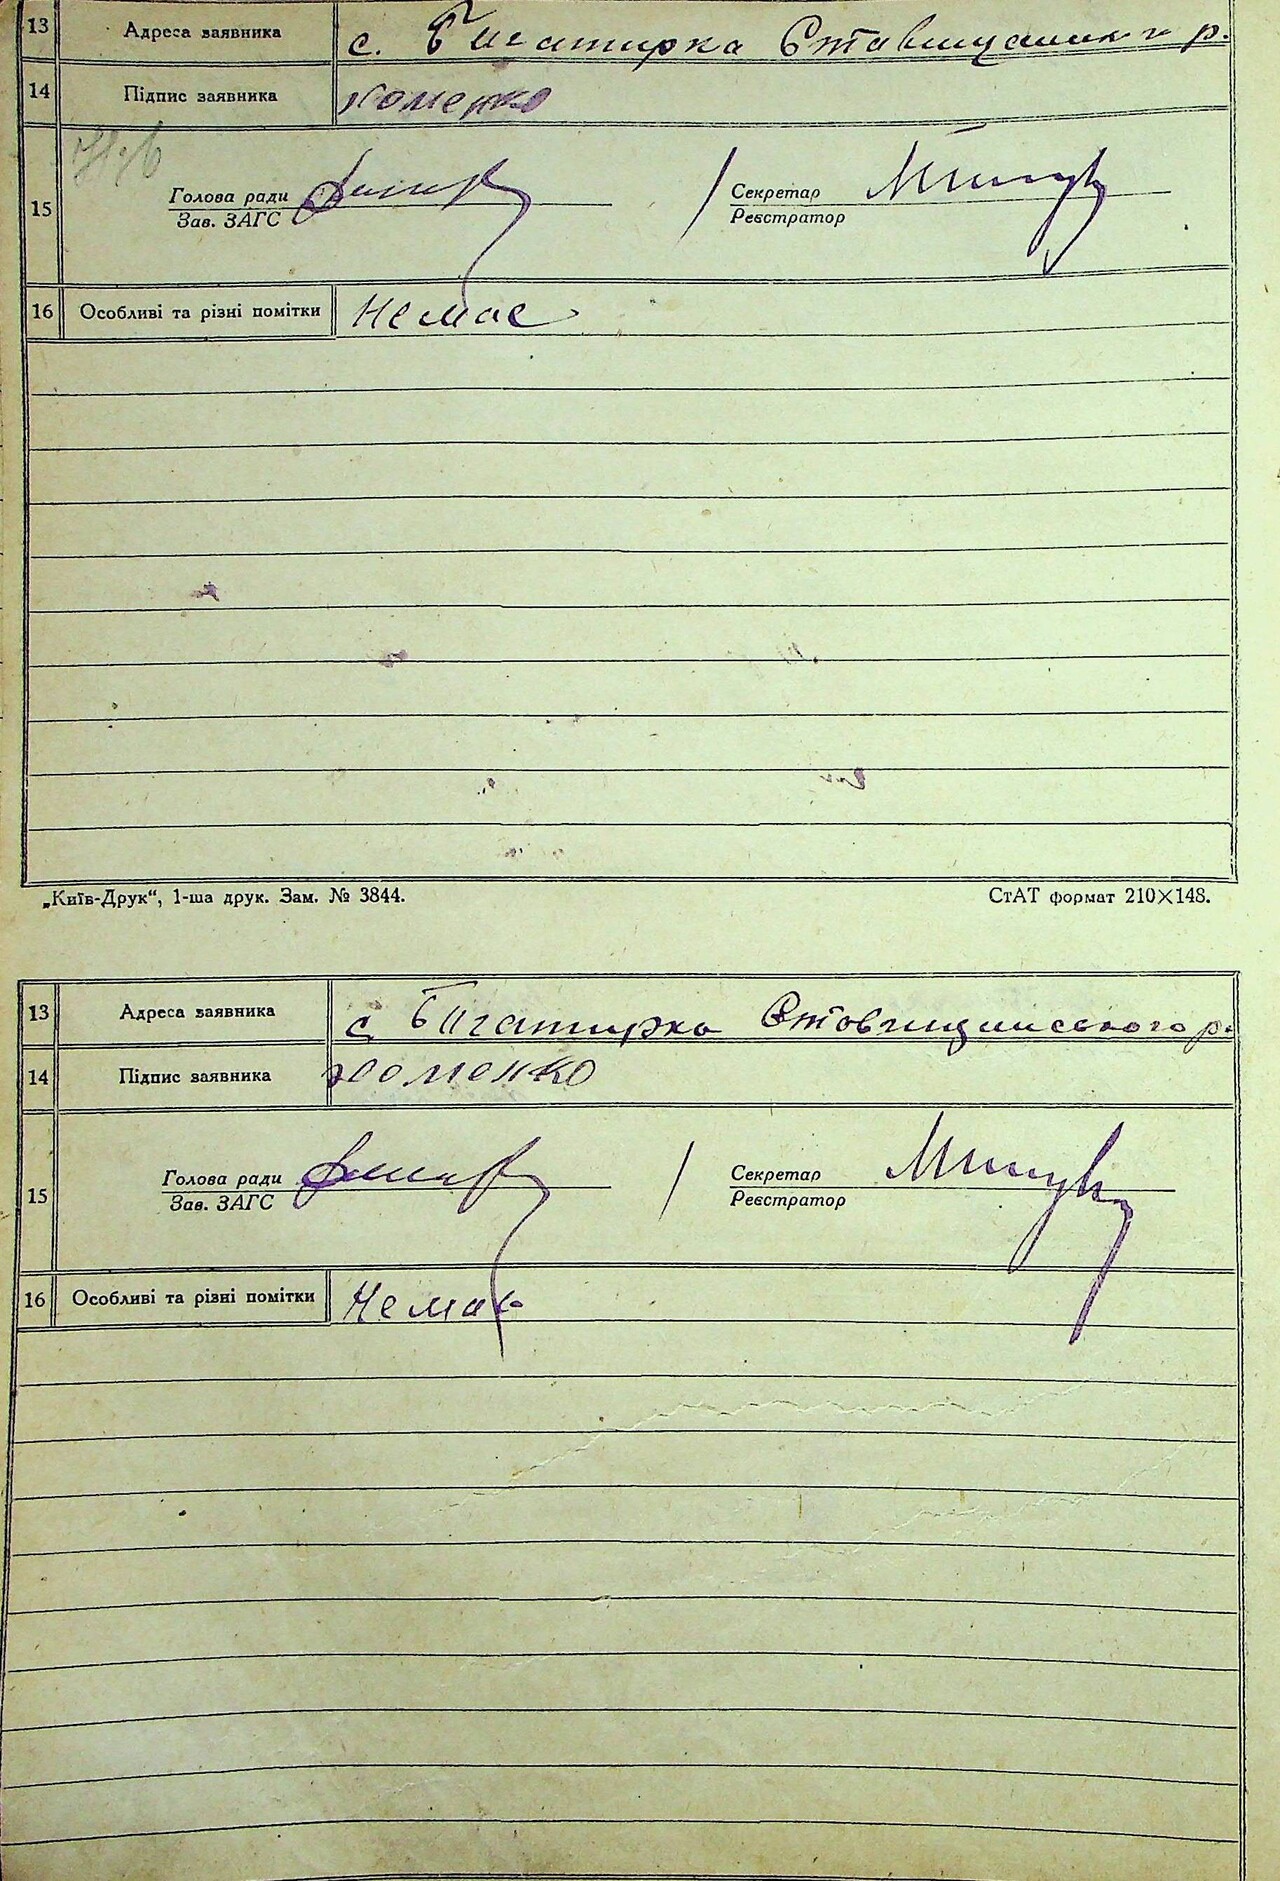 13 Адреса заявника с. Бигатирка Ставищанск р.
14 Підпис заявника Хоменко
15 Голова ради Секретар
Зав. ЗАГС Реєстратор
16 Особливі та різні помітки Немає
„Київ-Друк“, 1-ша друк. Зам. № 3844. СтАТ формат 210×148.
13 Адреса заявника с Бигатирка Ставищанського р.
14 Підпис заявника Хоменко
15 Голова ради Секретар
Зав. ЗАГС Реєстратор
16 Особливі та різні помітки Немає